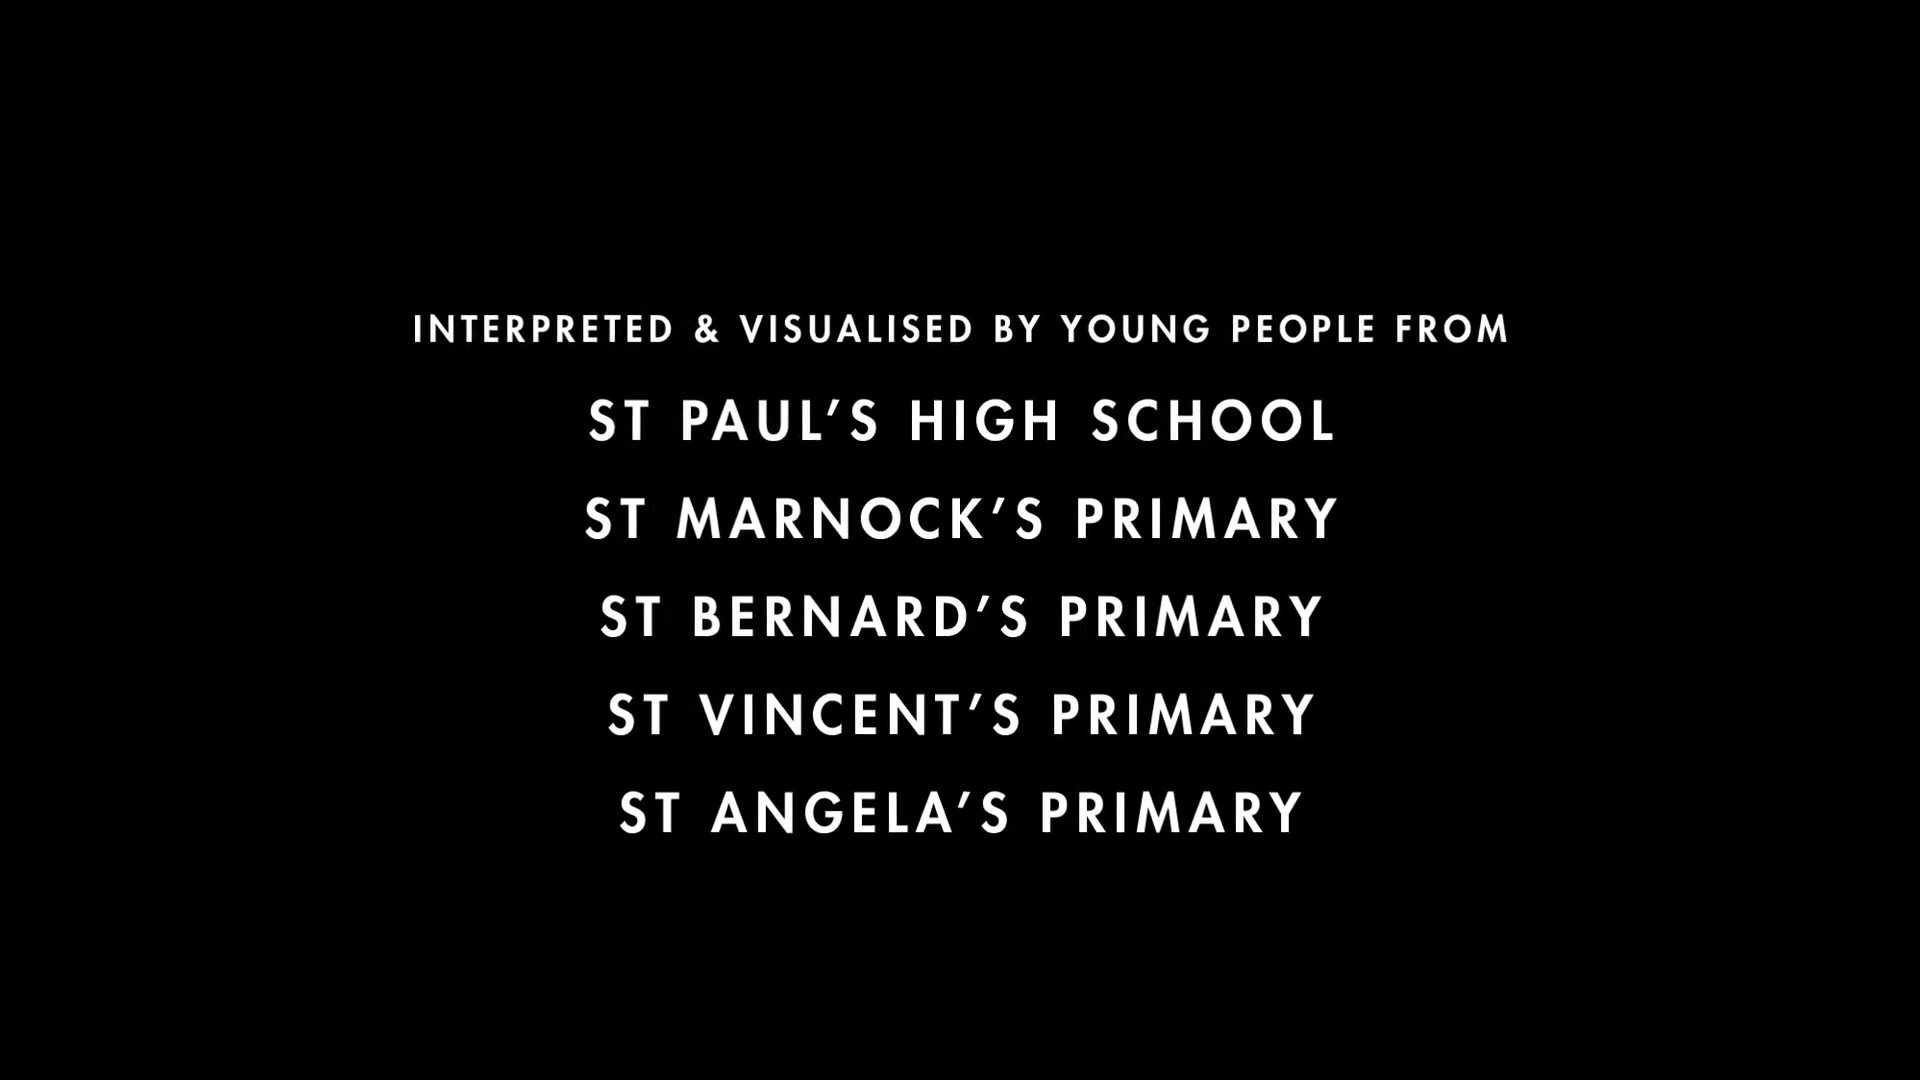 INTERPRETED & VISUALISED BY YOUNG PEOPLE FROM
ST PAUL’S HIGH SCHOOL
ST MARNOCK’S PRIMARY
ST BERNARD’S PRIMARY
ST VINCENT’S PRIMARY
ST ANGELA’S PRIMARY